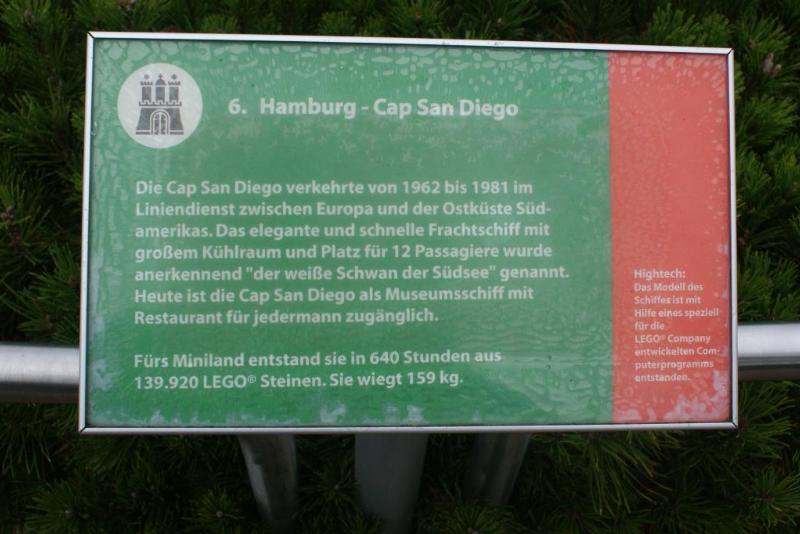 6. Hamburg - Cap San Diego
Die Cap San Diego verkehrte von 1962 bis 1981 im
Liniendienst zwischen Europa und der Ostküste Süd-
amerikas. Das elegante und schnelle Frachtschiff mit
großem Kühlraum und Platz für 12 Passagiere wurde
anerkennend "der weiße Schwan der Südsee" genannt.
Heute ist die Cap San Diego als Museumsschiff mit
Restaurant für jedermann zugänglich.
Fürs Miniland entstand sie in 640 Stunden aus
139.920 LEGO® Steinen. Sie wiegt 159 kg.
Hightech:
Das Modell des
Schiffes ist mit
Hilfe eines speziell
für die
LEGO® Company
entwickelten Com-
puterprogramms
entstanden.